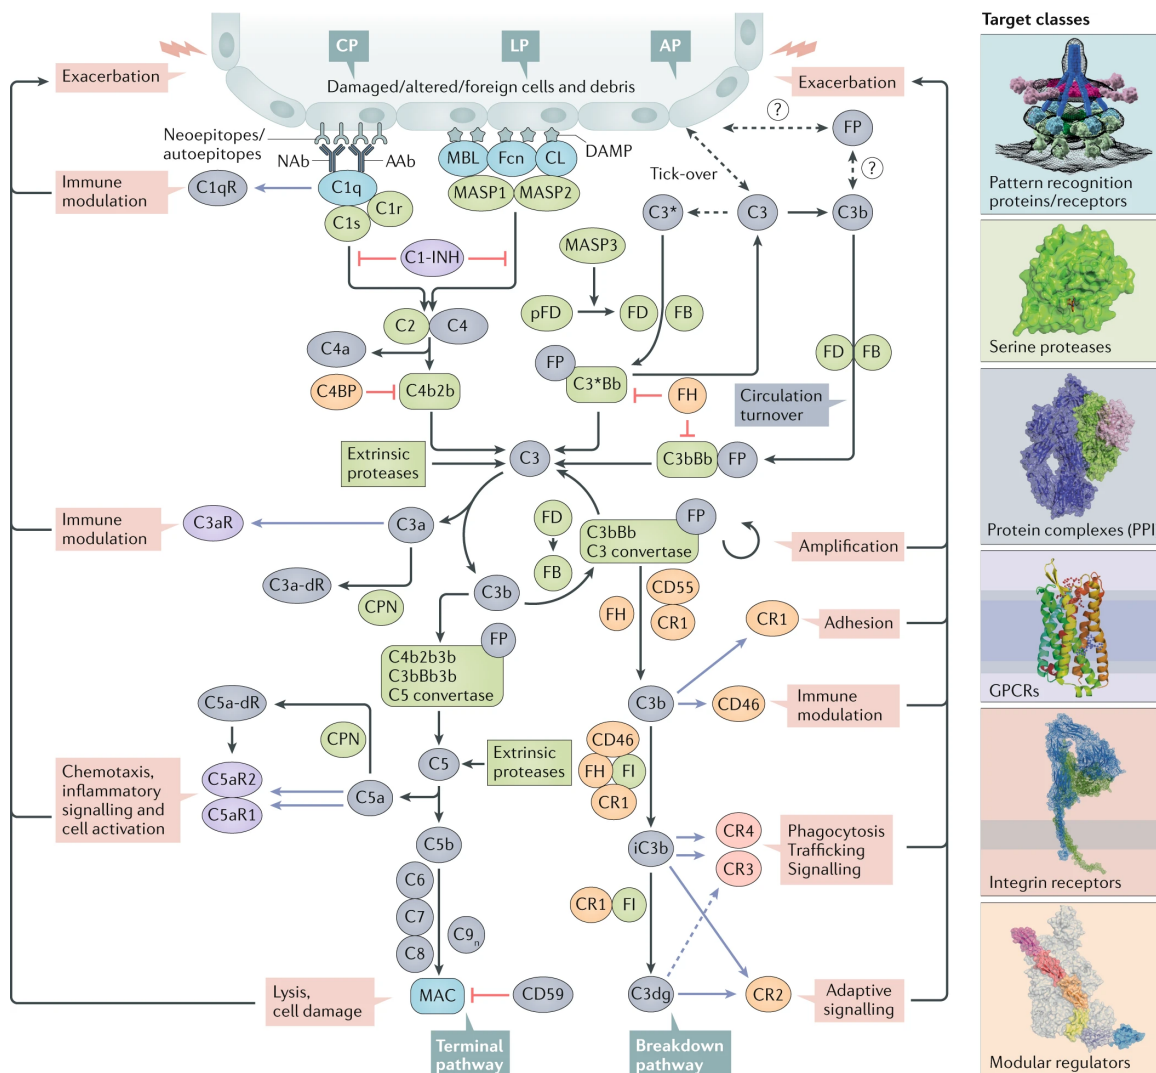 Target classes
CP
LP
AP
Exacerbation
Damaged/altered/foreign cells and debris
Exacerbation
Neoepitopes/
autoepitopes
NAb
AAb
MBL
Fcn
CL
DAMP
?
FP
?
Tick-over
Immune
modulation
C1qR
C1q
C1s
C1r
MASP1
MASP2
C3*
C3
C3b
Pattern recognition
proteins/receptors
C1-INH
MASP3
pFD
FD
FB
C2
C4
C4a
C4BP
C4b2b
FP
C3*Bb
FH
FD
FB
Serine proteases
Circulation
turnover
Extrinsic
proteases
C3
C3bBb
FP
Protein complexes (PPI
Immune
modulation
C3aR
C3a
FD
FB
FP
C3bBb
C3 convertase
Amplification
C3a-dR
CPN
C3b
FH
CD55
CR1
CR1
Adhesion
FP
C4b2b3b
C3bBb3b
C5 convertase
C3b
CD46
Immune
modulation
GPCRs
C5a-dR
CPN
C5
Extrinsic
proteases
CD46
FH
FI
CR1
Chemotaxis,
inflammatory
signalling and
cell activation
C5aR2
C5aR1
C5a
C5b
iC3b
CR4
CR3
Phagocytosis
Trafficking
Signalling
Integrin receptors
C6
C7
C8
C9n
CR1
FI
Lysis,
cell damage
MAC
CD59
C3dg
CR2
Adaptive
signalling
Terminal
pathway
Breakdown
pathway
Modular regulators